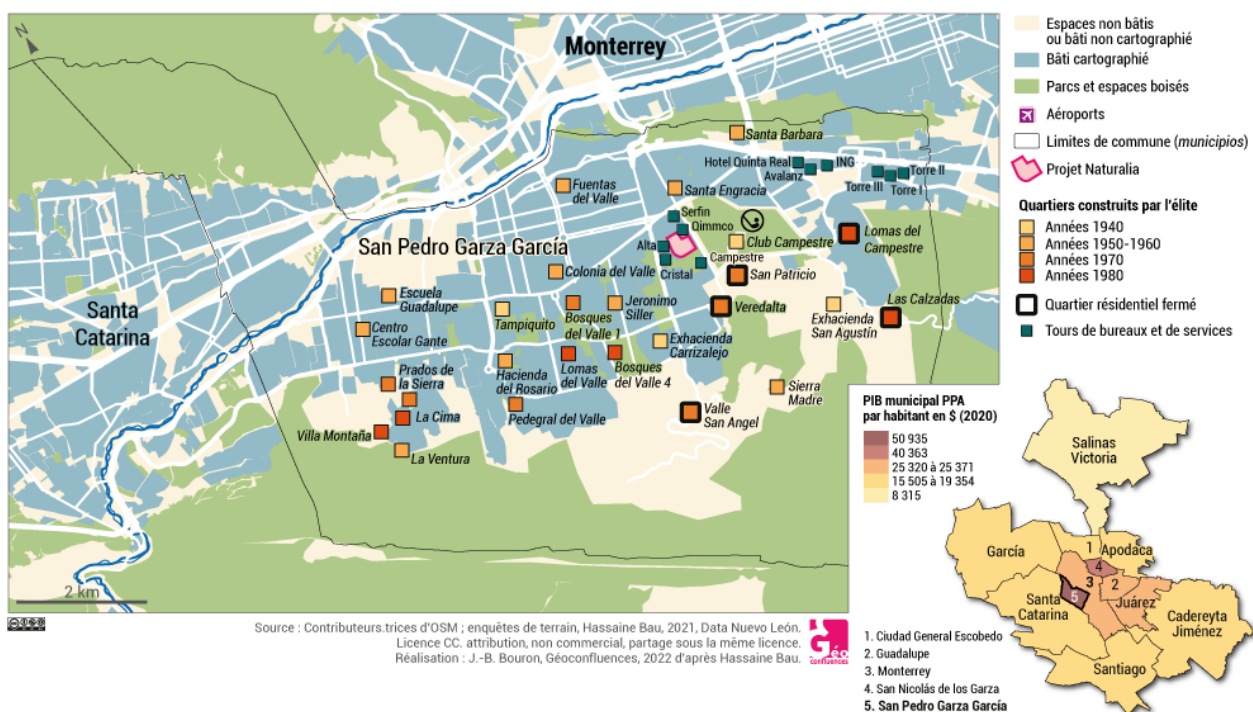 N
Monterrey
Santa Barbara
Hotel Quinta Real
ING
Avalanz
Torre III
Torre II
Torre I
Fuentas
del Valle
Santa Engracia
Serfin
Qimmco
San Pedro Garza García
Alta
Club Campestre
Lomas del
Campestre
Cristal
Campestre
San Patricio
Colonia del Valle
Santa
Catarina
Escuela
Guadalupe
Tampiquito
Bosques
del Valle 1
Jeronimo
Siller
Veredalta
Exhacienda
San Agustín
Las Calzadas
Centro
Escolar Gante
Exhacienda
Carrizalejo
Hacienda
del Rosario
Lomas
del Valle
Bosques
del Valle 4
Prados de
la Sierra
Sierra
Madre
La Cima
Pedegral del Valle
Valle
San Angel
Villa Montaña
La Ventura
2 km
Espaces non bâtis
ou bâti non cartographié
Bâti cartographié
Parcs et espaces boisés
Aéroports
Limites de commune (municipios)
Projet Naturalia
Quartiers construits par l'élite
Années 1940
Années 1950-1960
Années 1970
Années 1980
Quartier résidentiel fermé
Tours de bureaux et de services
PIB municipal PPA
par habitant en $ (2020)
50 935
40 363
25 320 à 25 371
15 505 à 19 354
8 315
Salinas
Victoria
García
1
Apodaca
4
3
2
5
Santa
Catarina
Juárez
Cadereyta
Jiménez
Santiago
1. Ciudad General Escobedo
2. Guadalupe
3. Monterrey
4. San Nicolás de los Garza
5. San Pedro Garza García
Source : Contributeurs.trices d'OSM ; enquêtes de terrain, Hassaine Bau, 2021, Data Nuevo León.
Licence CC. attribution, non commercial, partage sous la même licence.
Réalisation : J.-B. Bouron, Géoconfluences, 2022 d'après Hassaine Bau.
Géo
confluences